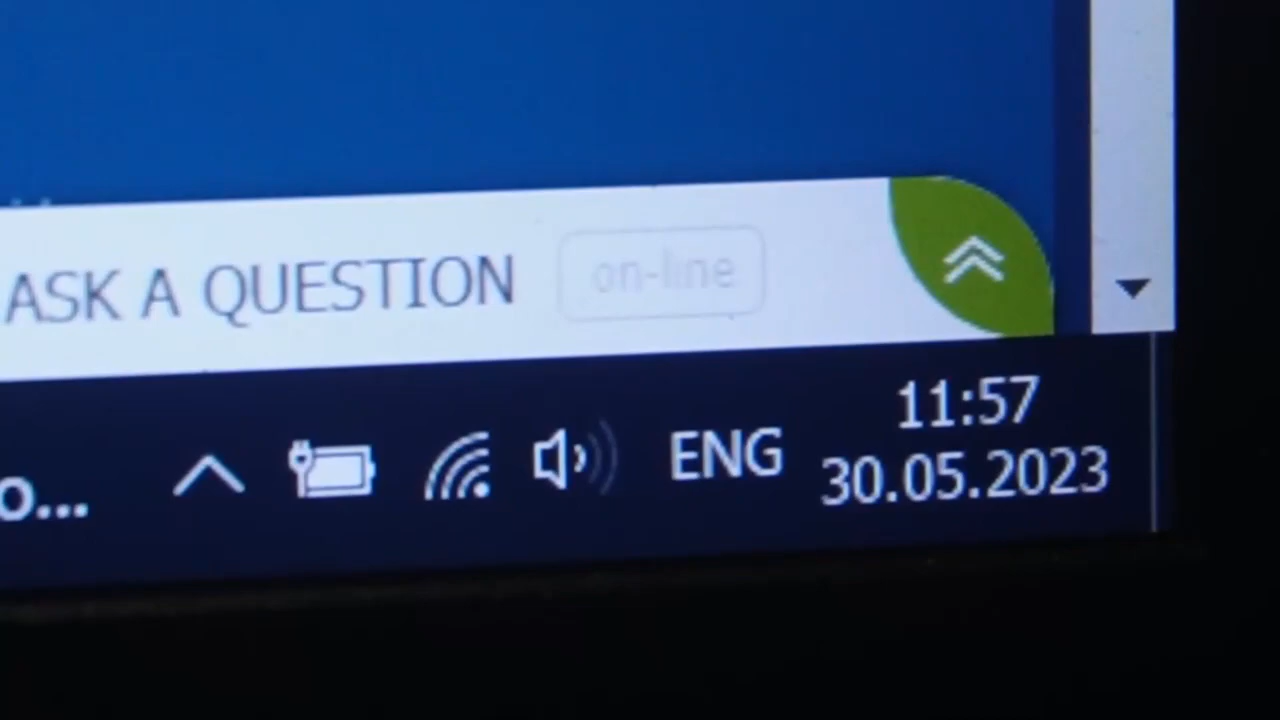 ASK A QUESTION on-line
o...
ENG
11:57
30.05.2023